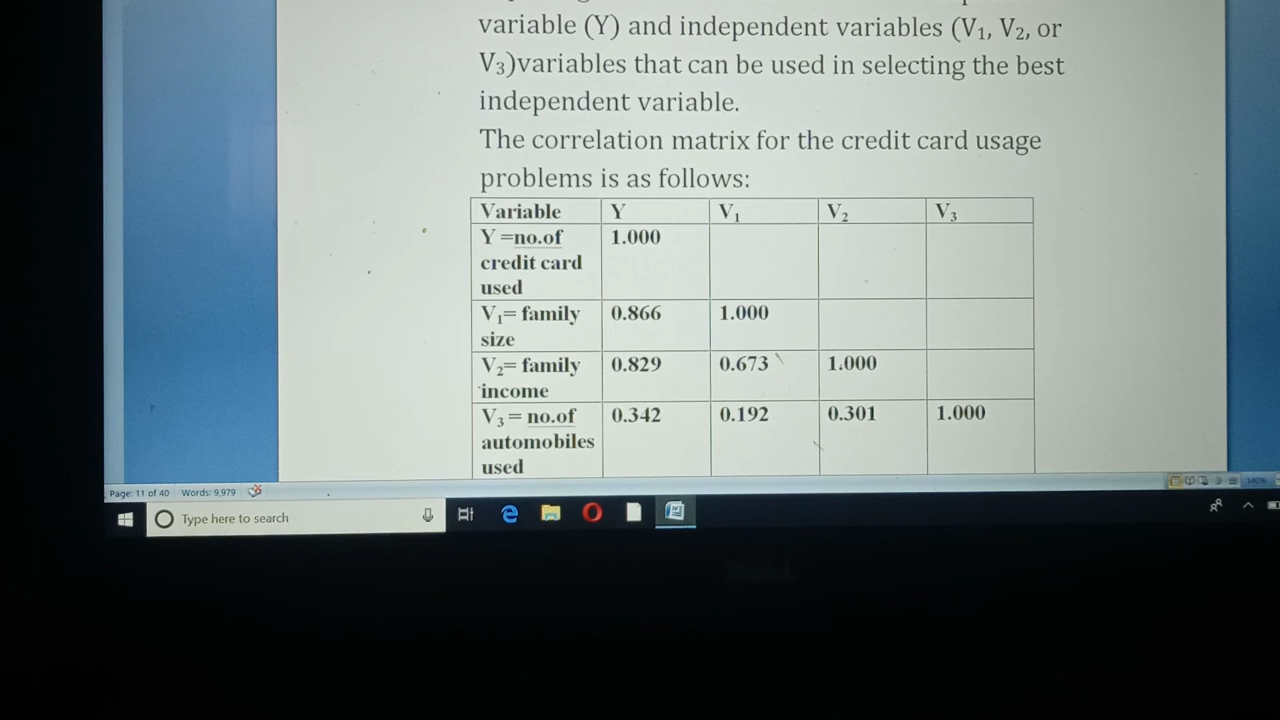 variable (Y) and independent variables (V₁, V₂, or
V₃)variables that can be used in selecting the best
independent variable.
The correlation matrix for the credit card usage
problems is as follows:
Variable Y V₁ V₂ V₃
Y =no.of 1.000
credit card
used
V₁= family 0.866 1.000
size
V₂= family 0.829 0.673 1.000
income
V₃ = no.of 0.342 0.192 0.301 1.000
automobiles
used
Page: 11 of 40 Words: 9,979 140%
Type here to search
DELL